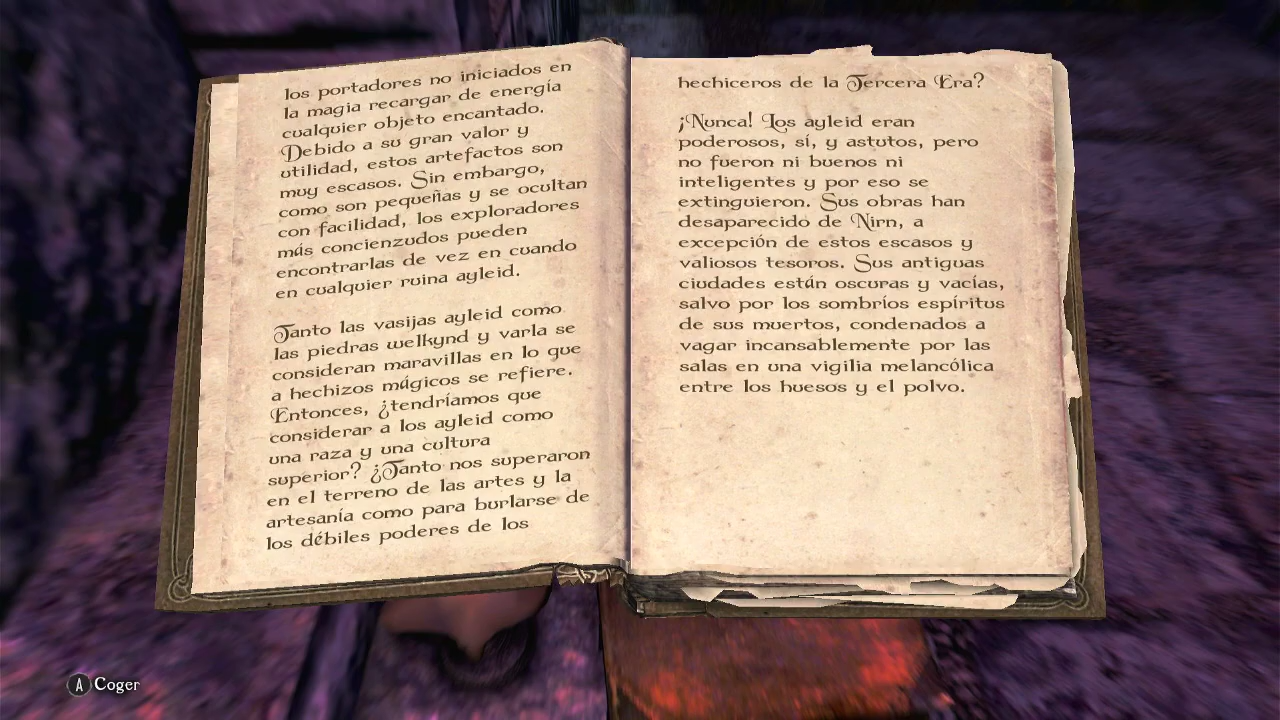 los portadores no iniciados en
la magia recargar de energía
cualquier objeto encantado.
Debido a su gran valor y
utilidad, estos artefactos son
muy escasos. Sin embargo,
como son pequeñas y se ocultan
con facilidad, los exploradores
más concienzudos pueden
encontrarlas de vez en cuando
en cualquier ruina ayleid.
Tanto las vasijas ayleid como
las piedras welkynd y varla se
consideran maravillas en lo que
a hechizos mágicos se refiere.
Entonces, ¿tendríamos que
considerar a los ayleid como
una raza y una cultura
superior? ¿Tanto nos superaron
en el terreno de las artes y la
artesanía como para burlarse de
los débiles poderes de los
hechiceros de la Tercera Era?
¡Nunca! Los ayleid eran
poderosos, sí, y astutos, pero
no fueron ni buenos ni
inteligentes y por eso se
extinguieron. Sus obras han
desaparecido de Nirn, a
excepción de estos escasos y
valiosos tesoros. Sus antiguas
ciudades están oscuras y vacías,
salvo por los sombríos espíritus
de sus muertos, condenados a
vagar incansablemente por las
salas en una vigilia melancólica
entre los huesos y el polvo.
A Coger